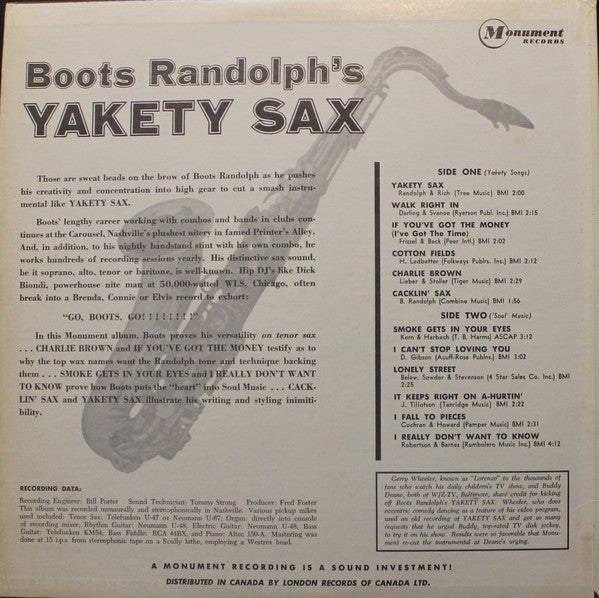 Monument
RECORDS
Boots Randolph's
YAKETY SAX
Those are sweat beads on the brow of Boots Randolph as he pushes
his creativity and concentration into high gear to cut a smash instru-
mental like YAKETY SAX.
Boots' lengthy career working with combos and bands in clubs con-
tinues at the Carousel, Nashville's plushest nitery in famed Printer's Alley.
And, in addition, to his nightly bandstand stint with his own combo, he
works hundreds of recording sessions yearly. His distinctive sax sound,
be it soprano, alto, tenor or baritone, is well-known. Hip DJ's like Dick
Biondi, powerhouse nite man at 50,000-watted WLS, Chicago, often
break into a Brenda, Connie or Elvis record to exhort:
"GO, BOOTS, GO! ! ! ! ! ! !"
In this Monument album, Boots proves his versatility on tenor sax
. . . CHARLIE BROWN and IF YOU'VE GOT THE MONEY testify as to
why the top wax names want the Randolph tone and technique backing
them . . . SMOKE GETS IN YOUR EYES and I REALLY DON'T WANT
TO KNOW prove how Boots puts the "heart" into Soul Music . . . CACK-
LIN' SAX and YAKETY SAX illustrate his writing and styling inimiti-
bility.
RECORDING DATA:
Recording Engineer: Bill Porter Sound Technician: Tommy Strong Producer: Fred Foster
This album was recorded monaurally and stereophonically in Nashville. Various pickup mikes
used included: Tenor Sax: Telefunken U-47 or Neumann U-67; Organ: directly into console
of recording mixer; Rhythm Guitar: Neumann U-48; Electric Guitar: Neumann U-48; Bass
Guitar: Telefunken KM54; Bass Fiddle: RCA 44BX, and Piano: Altec 150-A. Mastering was
done at 15 i.p.s. from stereophonic tape on a Scully lathe, employing a Westrex head.
SIDE ONE (Yakety Songs)
YAKETY SAX
Randolph & Rich (Tree Music) BMI 2:00
WALK RIGHT IN
Darling & Svanoe (Ryerson Publ. Inc.) BMI 2:15
IF YOU'VE GOT THE MONEY
(I've Got The Time)
Frizel & Beck (Peer Intl.) BMI 2:02
COTTON FIELDS
H. Ledbetter (Folkways Publrs. Inc.) BMI 2:12
CHARLIE BROWN
Lieber & Stoller (Tiger Music) BMI 2:29
CACKLIN' SAX
B. Randolph (Combine Music) BMI 1:56
SIDE TWO ('Soul' Music)
SMOKE GETS IN YOUR EYES
Kern & Harbach (T. B. Harms) ASCAP 3:12
I CAN'T STOP LOVING YOU
D. Gibson (Acuff-Rose Publns.) BMI 3:02
LONELY STREET
Belew, Sowder & Stevenson (4 Star Sales Co. Inc.) BMI
2:25
IT KEEPS RIGHT ON A-HURTIN'
J. Tillotson (Tanridge Music) BMI 2:22
I FALL TO PIECES
Cochran & Howard (Pamper Music) BMI 2:31
I REALLY DON'T WANT TO KNOW
Robertson & Barnes (Rumbalero Music Inc.) BMI 4:12
Gerry Wheeler, known as "Lorenzo" to the thousands of
fans who watch his daily children's TV show, and Buddy
Deane, both of WJZ-TV, Baltimore, share credit for kicking
off Boots Randolph's YAKETY SAX. Wheeler, who does
eccentric comedy dancing as a feature of his video program,
used an old recording of YAKETY SAX and got so many
requests that he urged Buddy, top-rated TV disk jockey,
to try it on his show. Results were so favorable that Monu-
ment re-cut the instrumental at Deane's urging.
A MONUMENT RECORDING IS A SOUND INVESTMENT!
DISTRIBUTED IN CANADA BY LONDON RECORDS OF CANADA LTD.